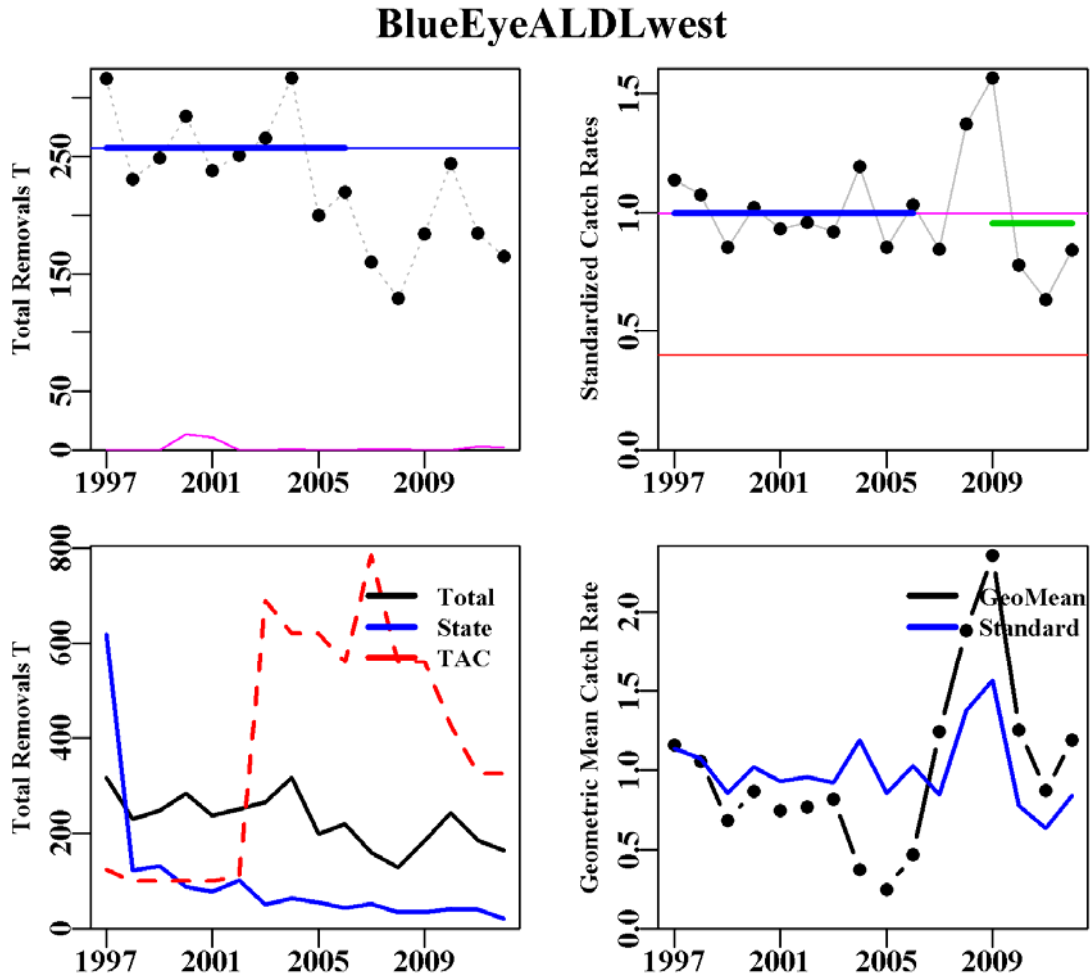 BlueEyeALDLwest
Total Removals T
0 50 150 250
1997 2001 2005 2009
Standardized Catch Rates
0.0 0.5 1.0 1.5
1997 2001 2005 2009
Total Removals T
0 200 400 600 800
Total
State
TAC
1997 2001 2005 2009
Geometric Mean Catch Rate
0.0 0.5 1.0 1.5 2.0
GeoMean
Standard
1997 2001 2005 2009